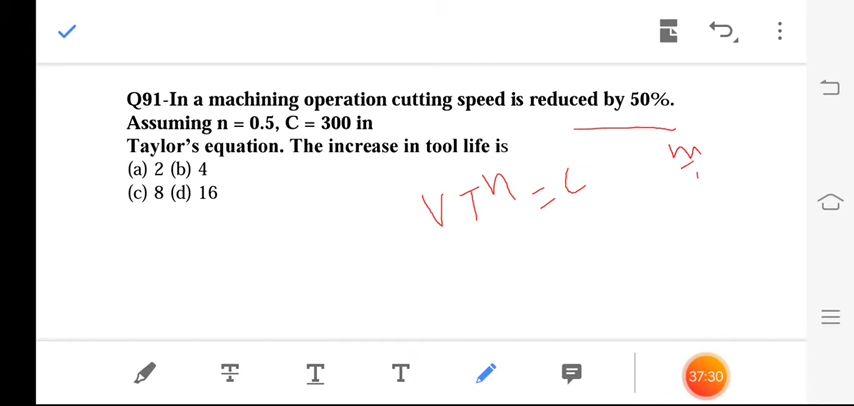 Q91-In a machining operation cutting speed is reduced by 50%.
Assuming n = 0.5, C = 300 in
Taylor's equation. The increase in tool life is
(a) 2 (b) 4
(c) 8 (d) 16
m
V T^n = C
T T T
37:30